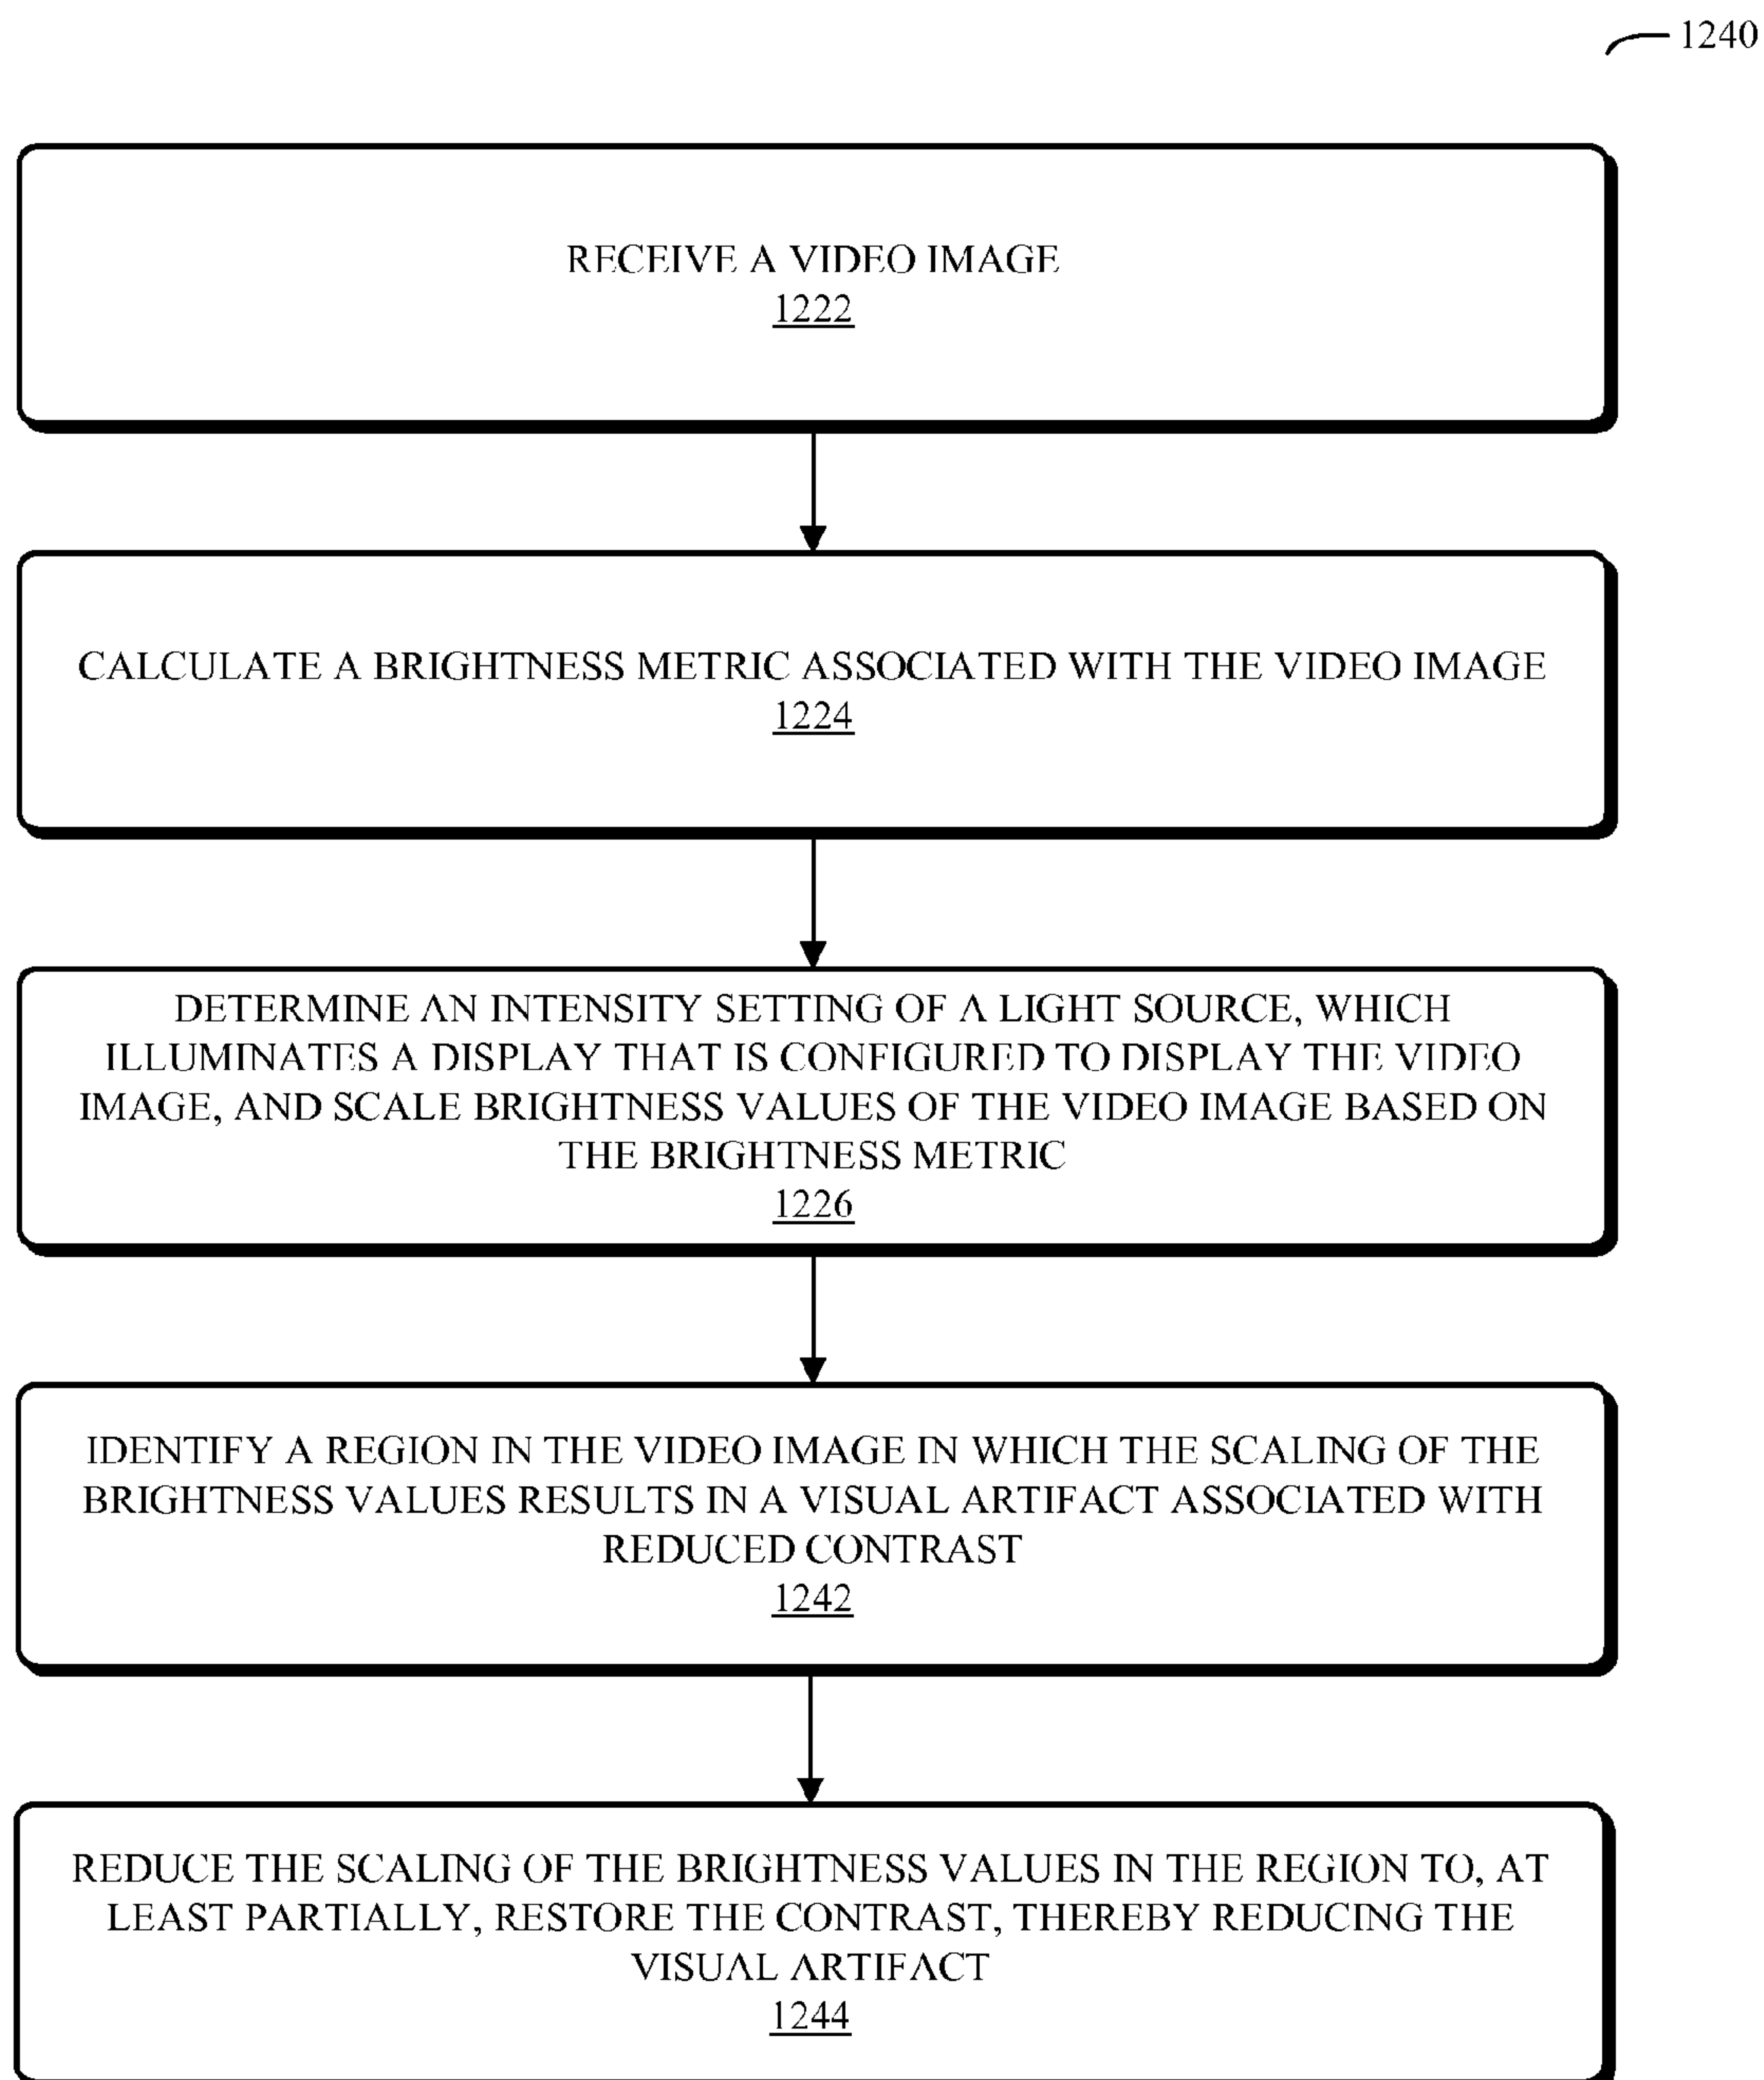 1240
RECEIVE A VIDEO IMAGE
1222
CALCULATE A BRIGHTNESS METRIC ASSOCIATED WITH THE VIDEO IMAGE
1224
DETERMINE AN INTENSITY SETTING OF A LIGHT SOURCE, WHICH
ILLUMINATES A DISPLAY THAT IS CONFIGURED TO DISPLAY THE VIDEO
IMAGE, AND SCALE BRIGHTNESS VALUES OF THE VIDEO IMAGE BASED ON
THE BRIGHTNESS METRIC
1226
IDENTIFY A REGION IN THE VIDEO IMAGE IN WHICH THE SCALING OF THE
BRIGHTNESS VALUES RESULTS IN A VISUAL ARTIFACT ASSOCIATED WITH
REDUCED CONTRAST
1242
REDUCE THE SCALING OF THE BRIGHTNESS VALUES IN THE REGION TO, AT
LEAST PARTIALLY, RESTORE THE CONTRAST, THEREBY REDUCING THE
VISUAL ARTIFACT
1244